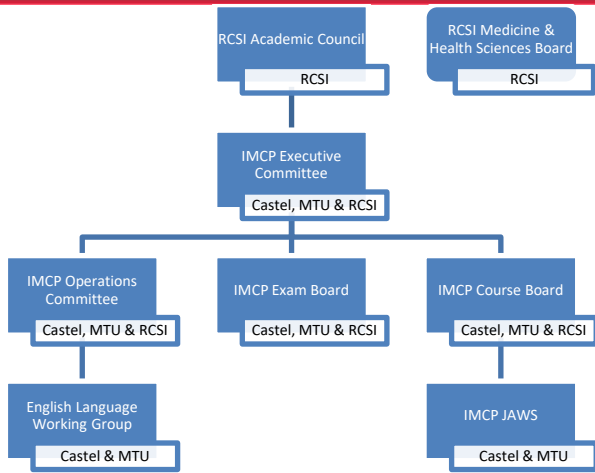 RCSI Academic Council
RCSI
RCSI Medicine &
Health Sciences Board
RCSI
IMCP Executive
Committee
Castel, MTU & RCSI
IMCP Operations
Committee
Castel, MTU & RCSI
IMCP Exam Board
Castel, MTU & RCSI
IMCP Course Board
Castel, MTU & RCSI
English Language
Working Group
Castel & MTU
IMCP JAWS
Castel & MTU